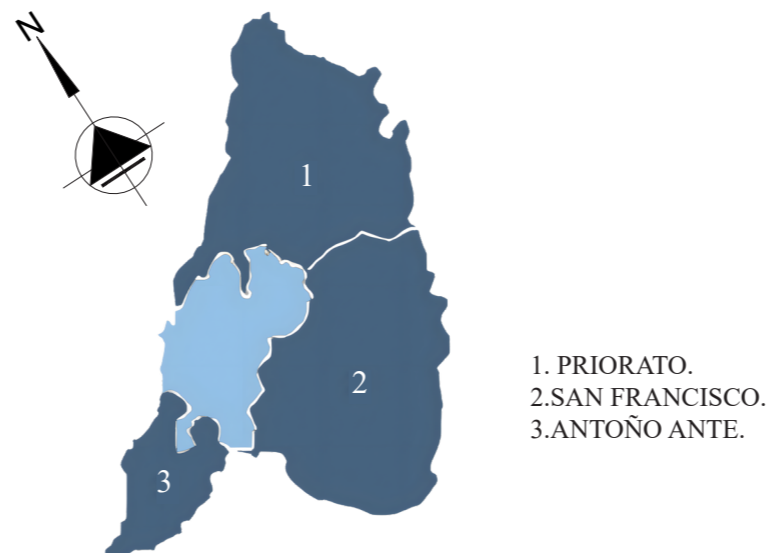 N
1
2
3
1. PRIORATO.
2.SAN FRANCISCO.
3.ANTOÑO ANTE.